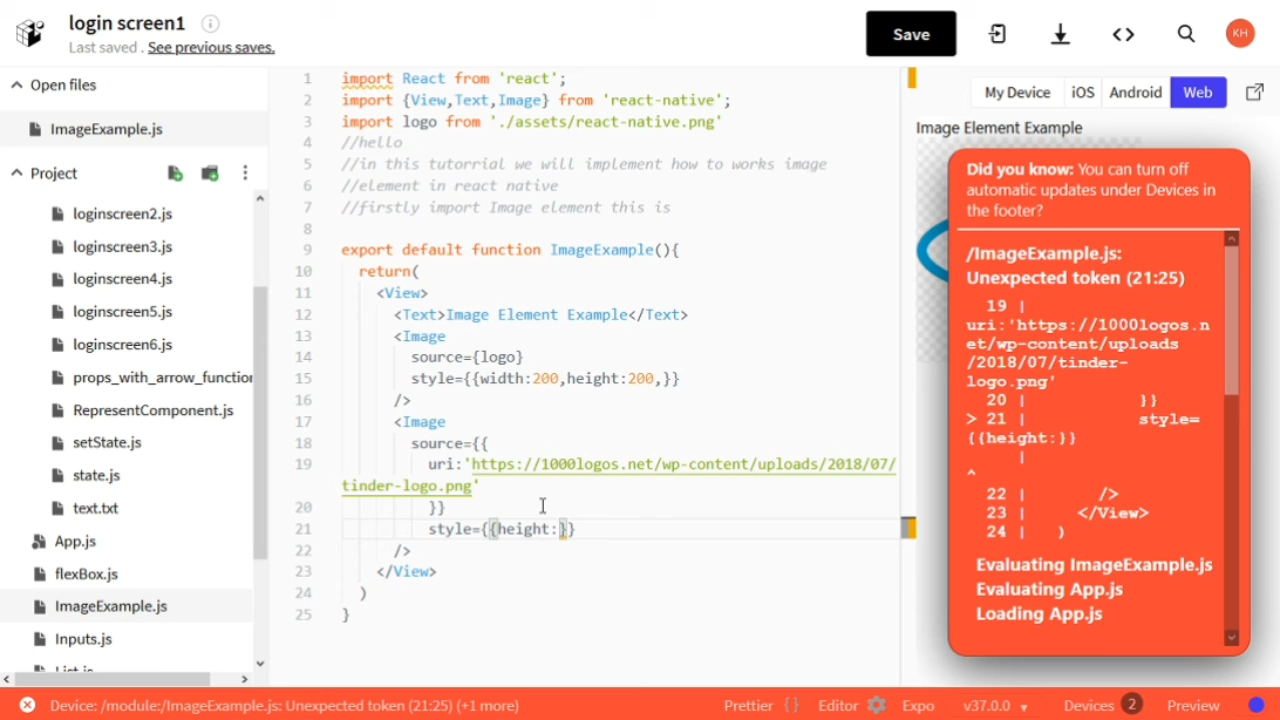 login screen1
Last saved . See previous saves.
Save
KH
Open files
ImageExample.js
Project
loginscreen2.js
loginscreen3.js
loginscreen4.js
loginscreen5.js
loginscreen6.js
props_with_arrow_function
RepresentComponent.js
setState.js
state.js
text.txt
App.js
flexBox.js
ImageExample.js
Inputs.js
1 import React from 'react';
2 import {View,Text,Image} from 'react-native';
3 import logo from './assets/react-native.png'
4 //hello
5 //in this tutorrial we will implement how to works image
6 //element in react native
7 //firstly import Image element this is
8
9 export default function ImageExample(){
10 return(
11 <View>
12 <Text>Image Element Example</Text>
13 <Image
14 source={logo}
15 style={{width:200,height:200,}}
16 />
17 <Image
18 source={{
19 uri:'https://1000logos.net/wp-content/uploads/2018/07/
tinder-logo.png'
20 }}
21 style={{height:}}
22 />
23 </View>
24 )
25 }
My Device iOS Android Web
Image Element Example
Did you know: You can turn off
automatic updates under Devices in
the footer?
/ImageExample.js:
Unexpected token (21:25)
19 |
uri:'https://1000logos.n
et/wp-content/uploads
/2018/07/tinder-
logo.png'
20 | }}
> 21 | style=
{{height:}}
|
^
22 | />
23 | </View>
24 | )
Evaluating ImageExample.js
Evaluating App.js
Loading App.js
Device: /module:/ImageExample.js: Unexpected token (21:25) (+1 more)
Prettier { } Editor Expo v37.0.0 Devices 2 Preview